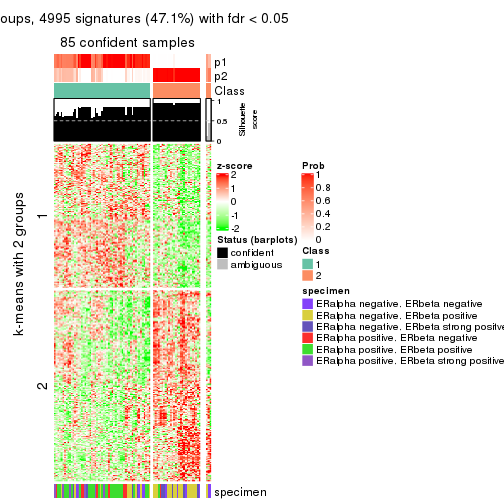 oups, 4995 signatures (47.1%) with fdr < 0.05
85 confident samples
p1
p2
Class
1
0.5
0
Silhouette
score
k-means with 2 groups
1
2
z-score
2
1
0
-1
-2
Status (barplots)
confident
ambiguous
Prob
1
0.8
0.6
0.4
0.2
0
Class
1
2
specimen
ERalpha negative. ERbeta negative
ERalpha negative. ERbeta positive
ERalpha negative. ERbeta strong positive
ERalpha positive. ERbeta negative
ERalpha positive. ERbeta positive
ERalpha positive. ERbeta strong positive
specimen